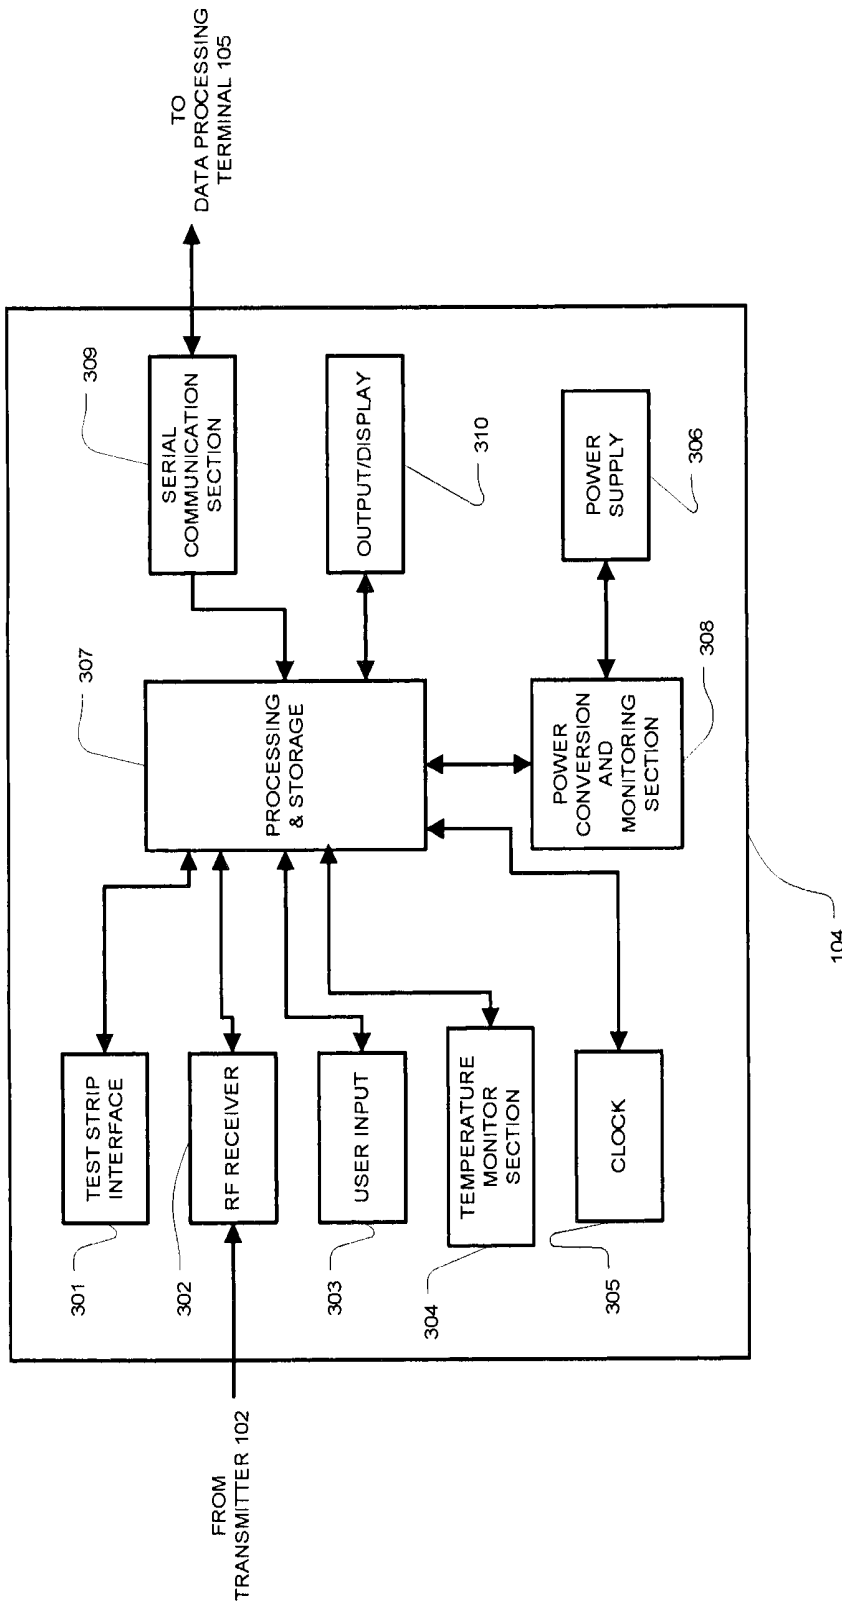 FROM
TRANSMITTER 102
301
TEST STRIP
INTERFACE
302
RF RECEIVER
303
USER INPUT
304
TEMPERATURE
MONITOR
SECTION
305
CLOCK
307
PROCESSING
& STORAGE
POWER
CONVERSION
AND
MONITORING
SECTION
308
309
SERIAL
COMMUNICATION
SECTION
OUTPUT/DISPLAY
310
POWER
SUPPLY
306
TO
DATA PROCESSING
TERMINAL 105
104